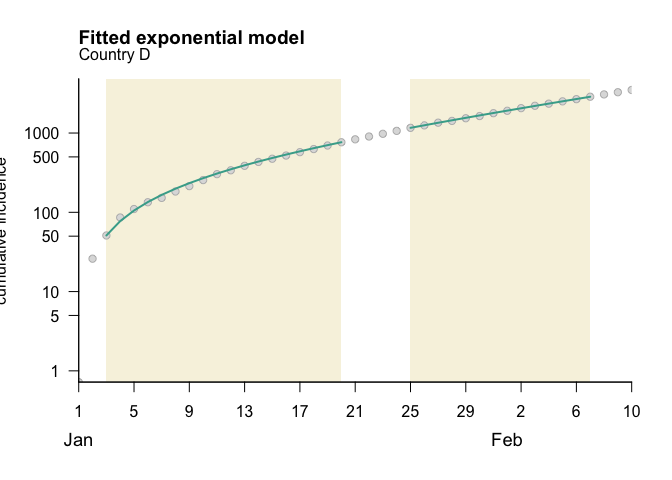 Fitted exponential model
Country D
cumulative incidence
1000
500
100
50
10
5
1
1 5 9 13 17 21 25 29 2 6 10
Jan Feb